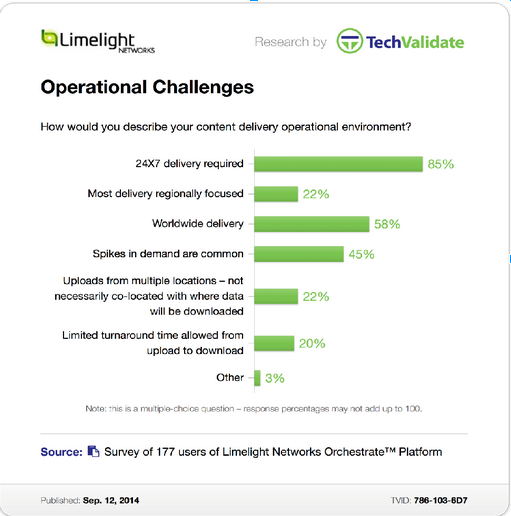 Limelight
NETWORKS
Research by TechValidate
Operational Challenges
How would you describe your content delivery operational environment?
24X7 delivery required 85%
Most delivery regionally focused 22%
Worldwide delivery 58%
Spikes in demand are common 45%
Uploads from multiple locations – not
necessarily co-located with where data
will be downloaded
22%
Limited turnaround time allowed from
upload to download
20%
Other 3%
Note: this is a multiple-choice question – response percentages may not add up to 100.
Source: Survey of 177 users of Limelight Networks Orchestrate™ Platform
Published: Sep. 12, 2014 TVID: 786-103-6D7